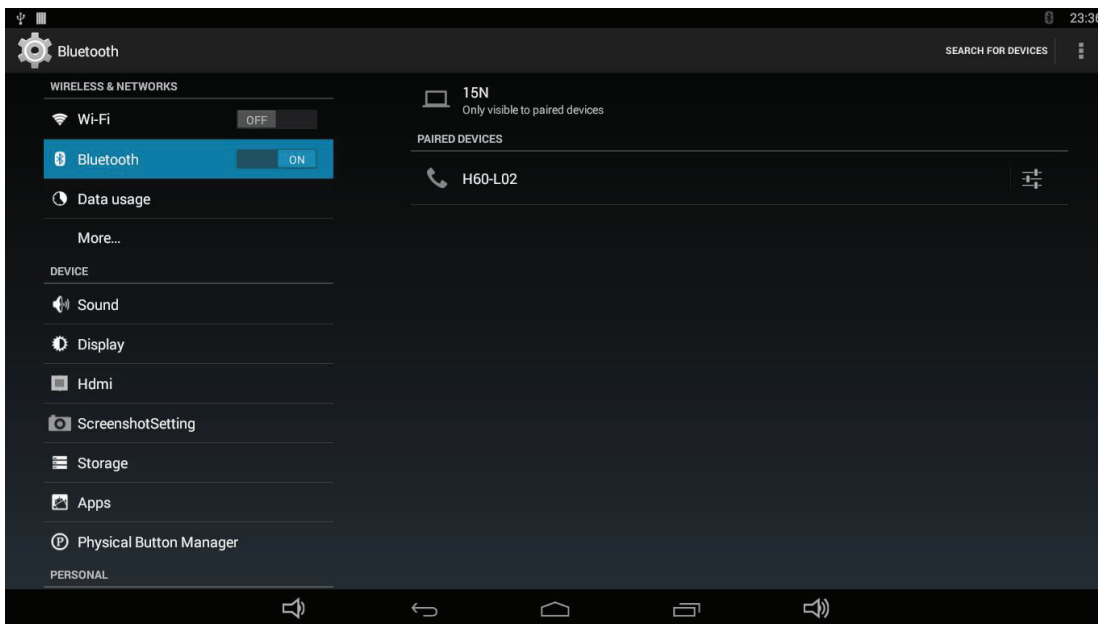 23:36
Bluetooth
SEARCH FOR DEVICES
WIRELESS & NETWORKS
Wi-Fi
OFF
Bluetooth
ON
Data usage
More...
DEVICE
Sound
Display
Hdmi
ScreenshotSetting
Storage
Apps
Physical Button Manager
PERSONAL
15N
Only visible to paired devices
PAIRED DEVICES
H60-L02